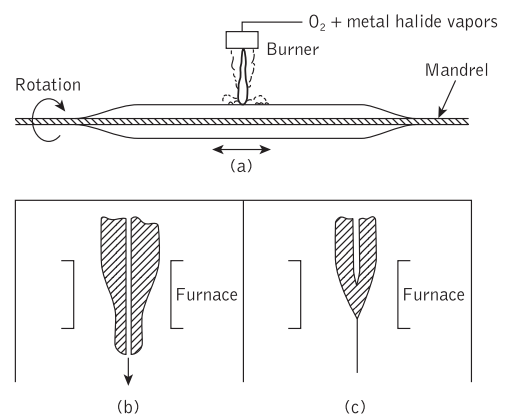 O₂ + metal halide vapors
Burner
Mandrel
Rotation
(a)
Furnace
Furnace
(b)
(c)